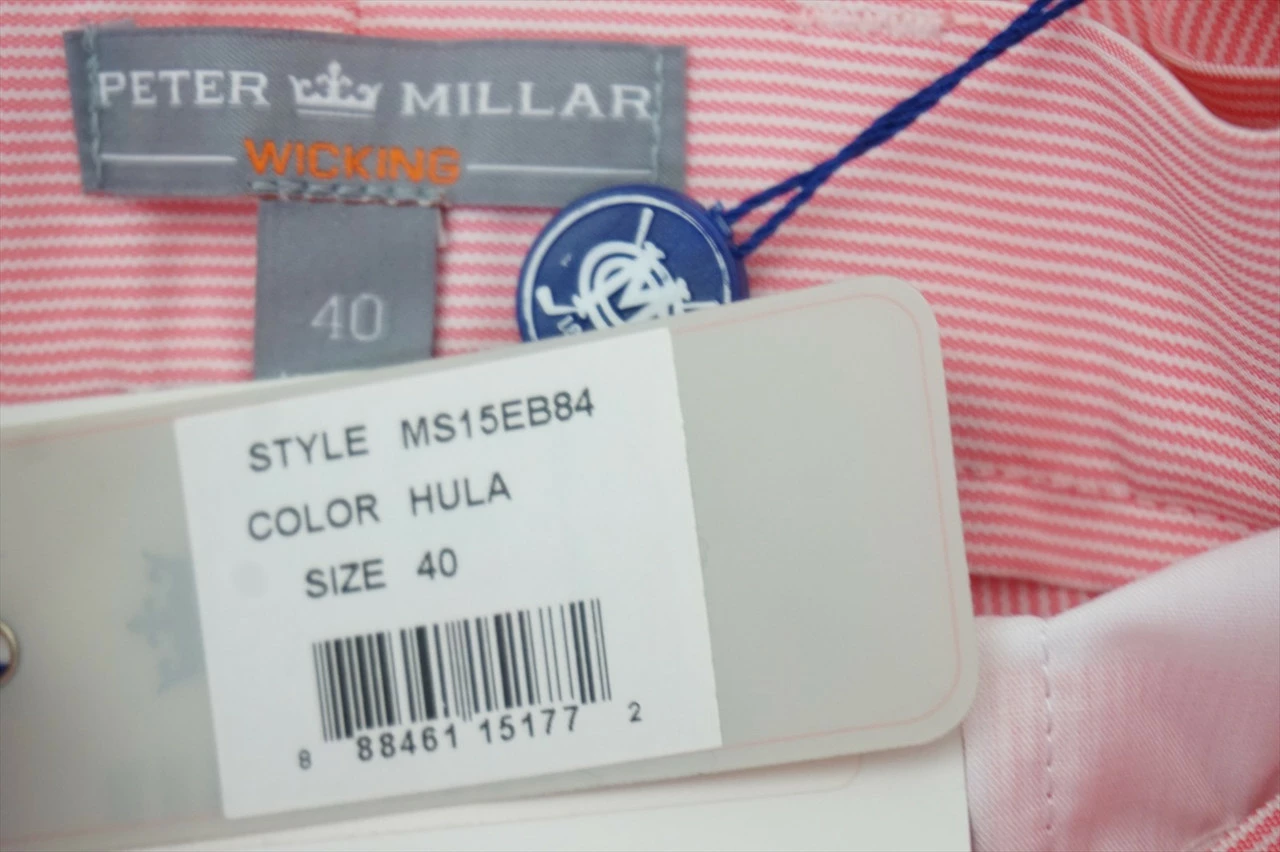 PETER MILLAR
WICKING
40
STYLE MS15EB84
COLOR HULA
SIZE 40
8 88461 15177 2